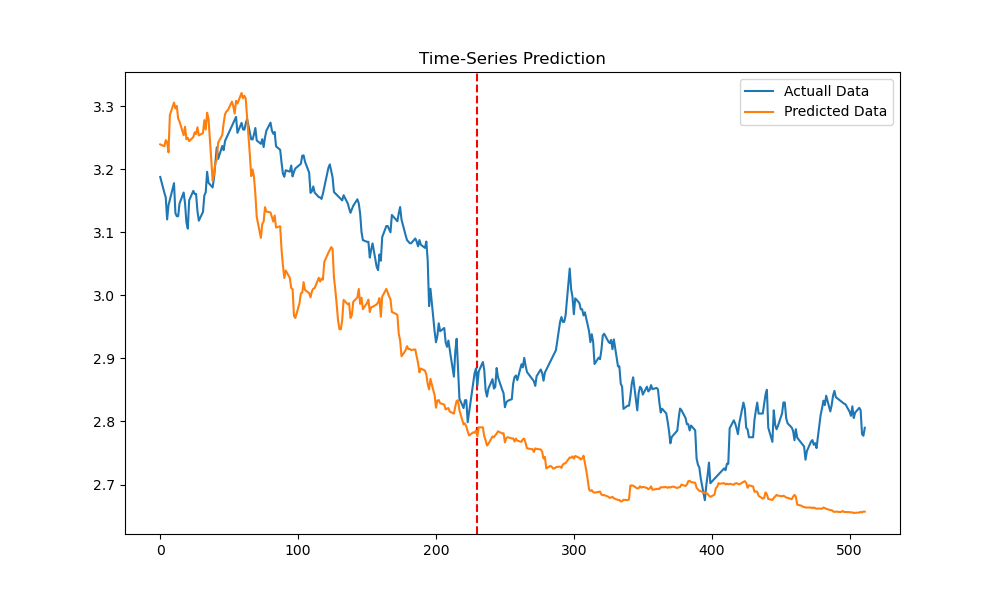 Time-Series Prediction
Actuall Data
Predicted Data
3.3
3.2
3.1
3.0
2.9
2.8
2.7
0 100 200 300 400 500